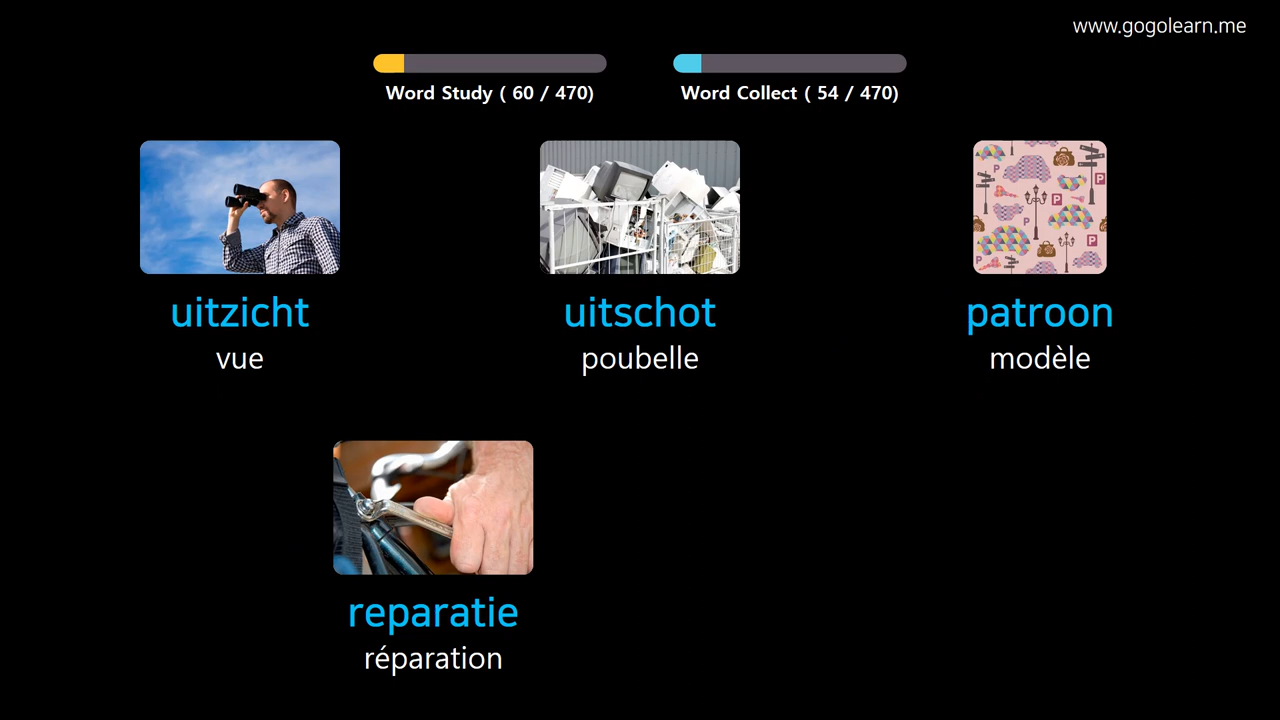 www.gogolearn.me
Word Study ( 60 / 470)
Word Collect ( 54 / 470)
uitzicht
vue
uitschot
poubelle
patroon
modèle
reparatie
réparation